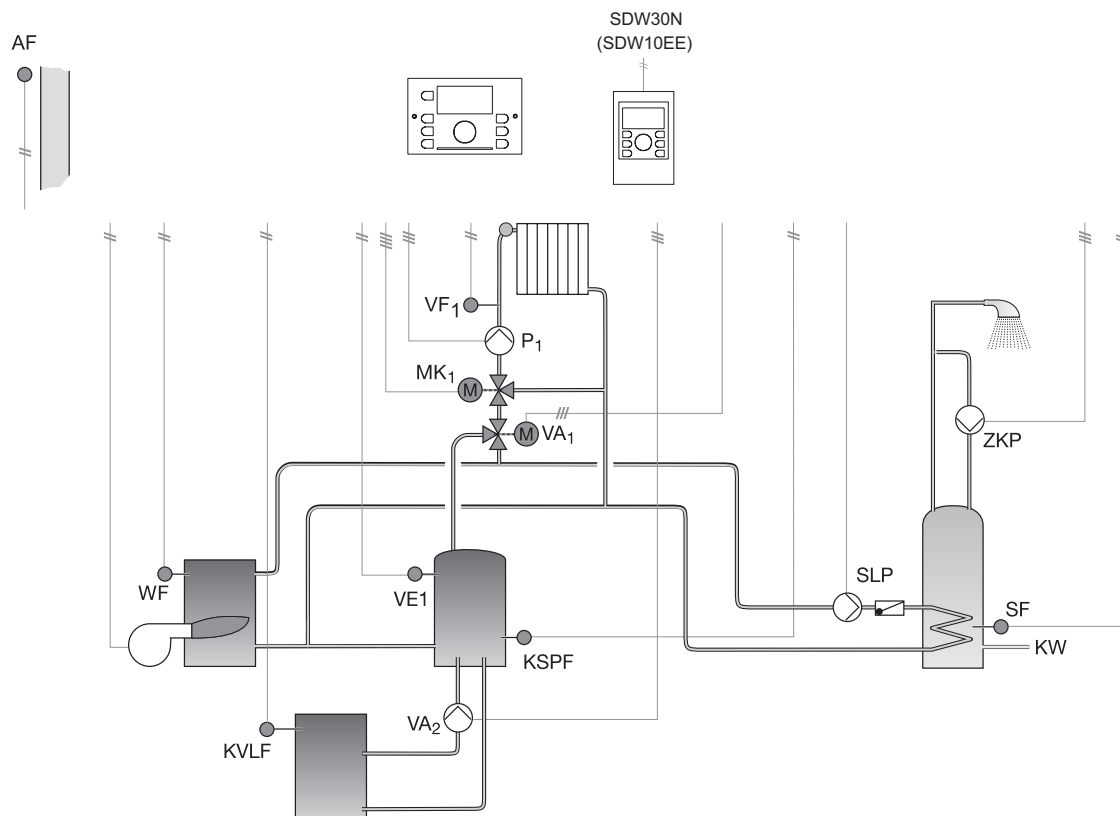 SDW30N
(SDW10EE)
AF
VF1
P1
MK1
M
M
VA1
ZKP
WF
VE1
SLP
SF
KSPF
KW
VA2
KVLF